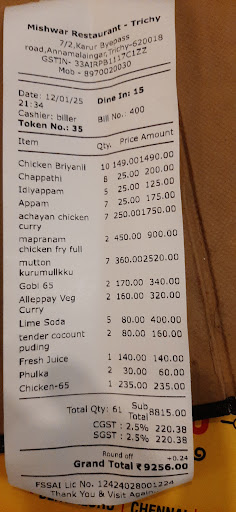 Mishwar Restaurant - Trichy
7/2,Karur Byepass
road,Annamalainagar,Trichy-620018
GSTIN- 33AIRPB1117C1ZZ
Mob - 8970020030
Date: 12/01/25 Dine In: 15
21:34
Cashier: biller Bill No. 400
Token No.: 35
Item Qty. Price Amount
Chicken Briyanii 10 149.00 1490.00
Chappathi 8 25.00 200.00
Idiyappam 5 25.00 125.00
Appam 7 25.00 175.00
achayan chicken 7 250.00 1750.00
curry
mapranam 2 450.00 900.00
chicken fry full
mutton 7 360.00 2520.00
kurumulkku
Gobi 65 2 170.00 340.00
Alleppay Veg 2 160.00 320.00
Curry
Lime Soda 5 80.00 400.00
tender cocount 2 80.00 160.00
puding
Fresh Juice 1 140.00 140.00
Phulka 2 30.00 60.00
Chicken-65 1 235.00 235.00
Total Qty: 61 Sub Total 8815.00
CGST : 2.5% 220.38
SGST : 2.5% 220.38
Round off +0.24
Grand Total ₹9256.00
FSSAI Lic No. 12424028001224
Thank You & Visit Again
CHENNAI